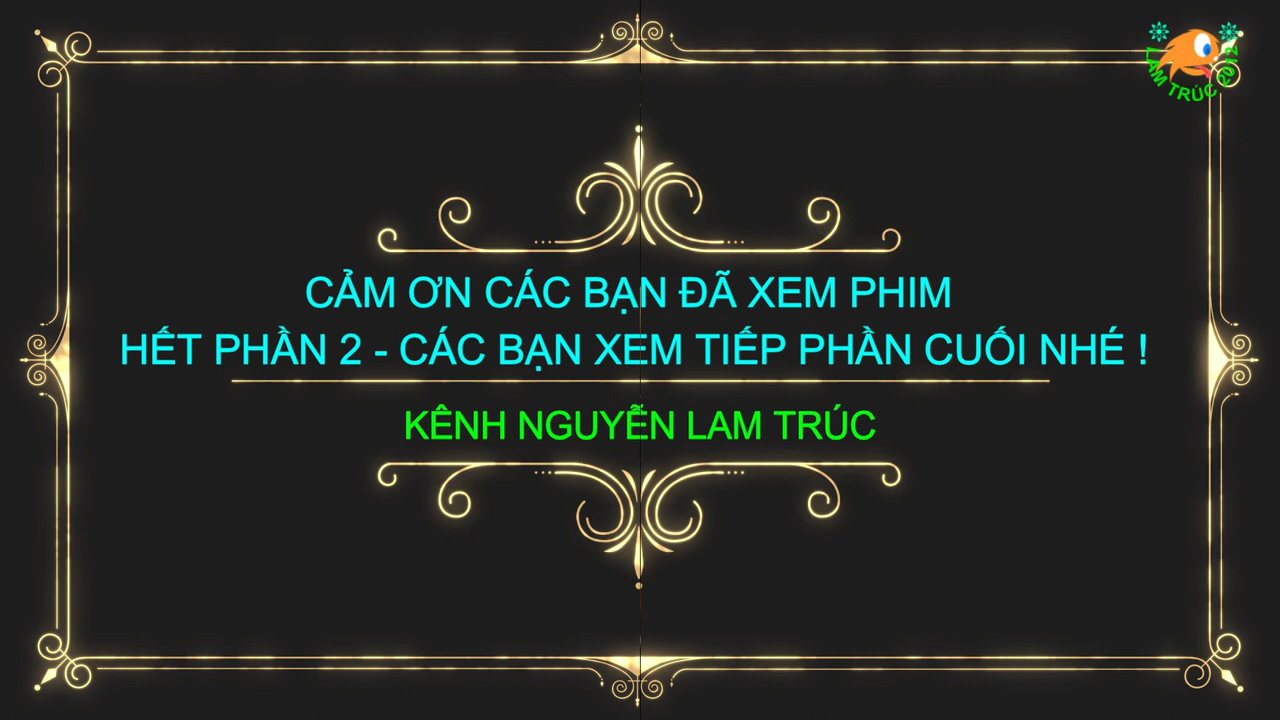 LAM TRÚC 2012
CẢM ƠN CÁC BẠN ĐÃ XEM PHIM
HẾT PHẦN 2 - CÁC BẠN XEM TIẾP PHẦN CUỐI NHÉ !
KÊNH NGUYỄN LAM TRÚC